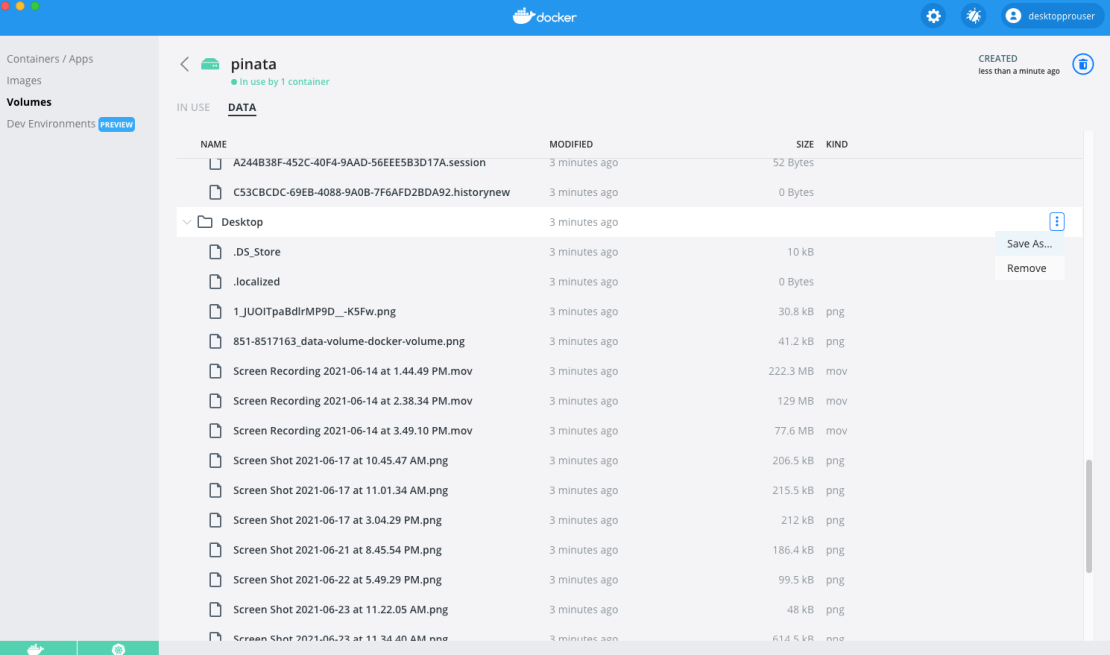 docker
desktopprouser
Containers / Apps
Images
Volumes
Dev Environments PREVIEW
pinata
In use by 1 container
CREATED
less than a minute ago
IN USE DATA
NAME MODIFIED SIZE KIND
A244B38F-452C-40F4-9AAD-56EEE5B3D17A.session 3 minutes ago 52 Bytes
C53CBCDC-69EB-4088-9A0B-7F6AFD2BDA92.historynew 3 minutes ago 0 Bytes
Desktop 3 minutes ago
Save As...
Remove
.DS_Store 3 minutes ago 10 kB
.localized 3 minutes ago 0 Bytes
1_JUOITpaBdlrMP9D__-K5Fw.png 3 minutes ago 30.8 kB png
851-8517163_data-volume-docker-volume.png 3 minutes ago 41.2 kB png
Screen Recording 2021-06-14 at 1.44.49 PM.mov 3 minutes ago 222.3 MB mov
Screen Recording 2021-06-14 at 2.38.34 PM.mov 3 minutes ago 129 MB mov
Screen Recording 2021-06-14 at 3.49.10 PM.mov 3 minutes ago 77.6 MB mov
Screen Shot 2021-06-17 at 10.45.47 AM.png 3 minutes ago 206.5 kB png
Screen Shot 2021-06-17 at 11.01.34 AM.png 3 minutes ago 215.5 kB png
Screen Shot 2021-06-17 at 3.04.29 PM.png 3 minutes ago 212 kB png
Screen Shot 2021-06-21 at 8.45.54 PM.png 3 minutes ago 186.4 kB png
Screen Shot 2021-06-22 at 5.49.29 PM.png 3 minutes ago 99.5 kB png
Screen Shot 2021-06-23 at 11.22.05 AM.png 3 minutes ago 48 kB png
Screen Shot 2021-06-23 at 11.34.40 AM.png 3 minutes ago 614.5 kB png